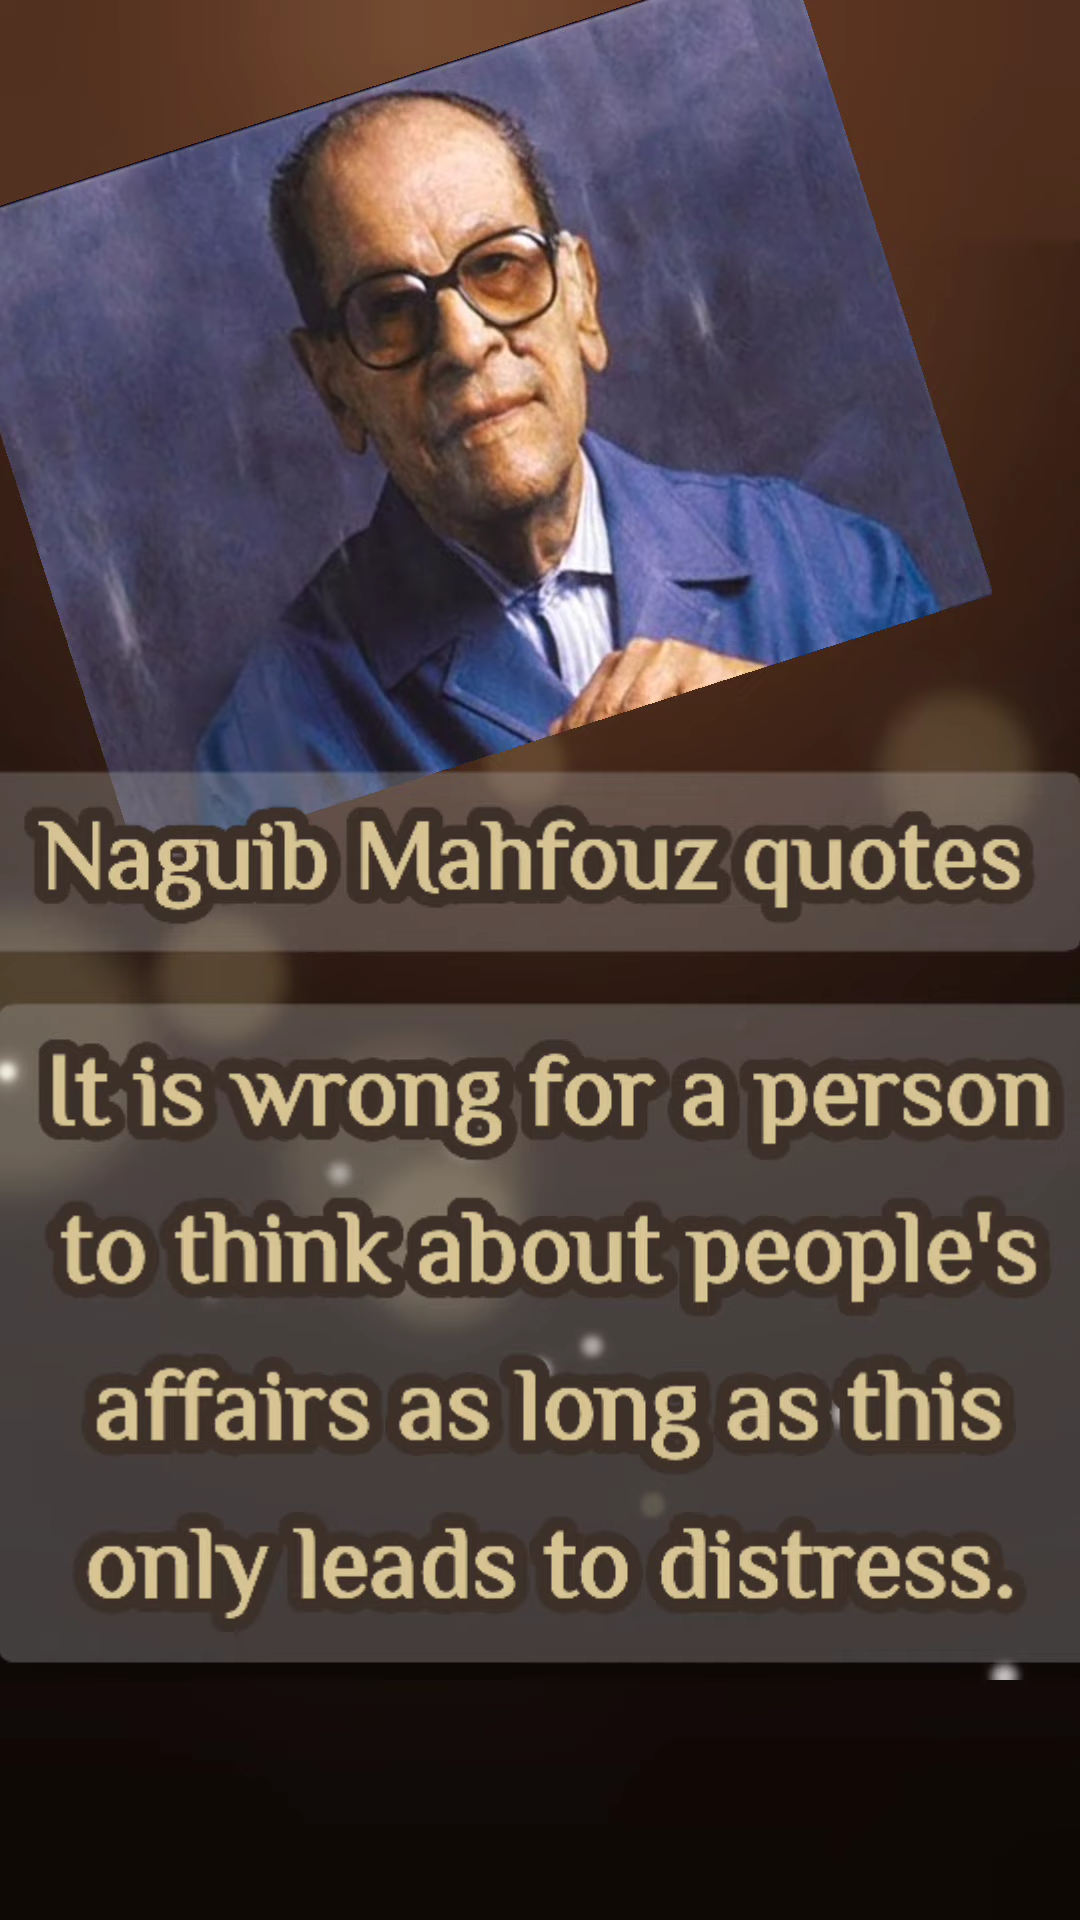 Naguib Mahfouz quotes
It is wrong for a person
to think about people's
affairs as long as this
only leads to distress.